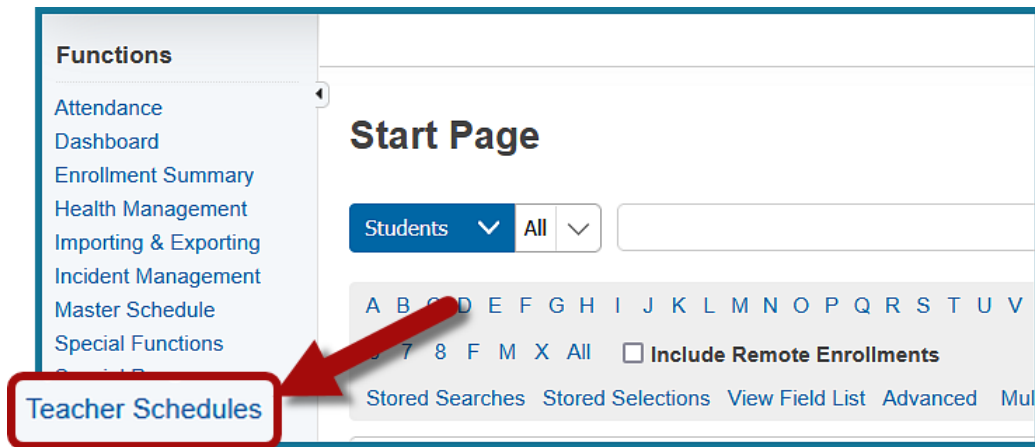 Functions
Attendance
Dashboard
Enrollment Summary
Health Management
Importing & Exporting
Incident Management
Master Schedule
Special Functions
Teacher Schedules
Start Page
Students All
A B C D E F G H I J K L M N O P Q R S T U V
7 8 F M X All Include Remote Enrollments
Stored Searches Stored Selections View Field List Advanced Mul